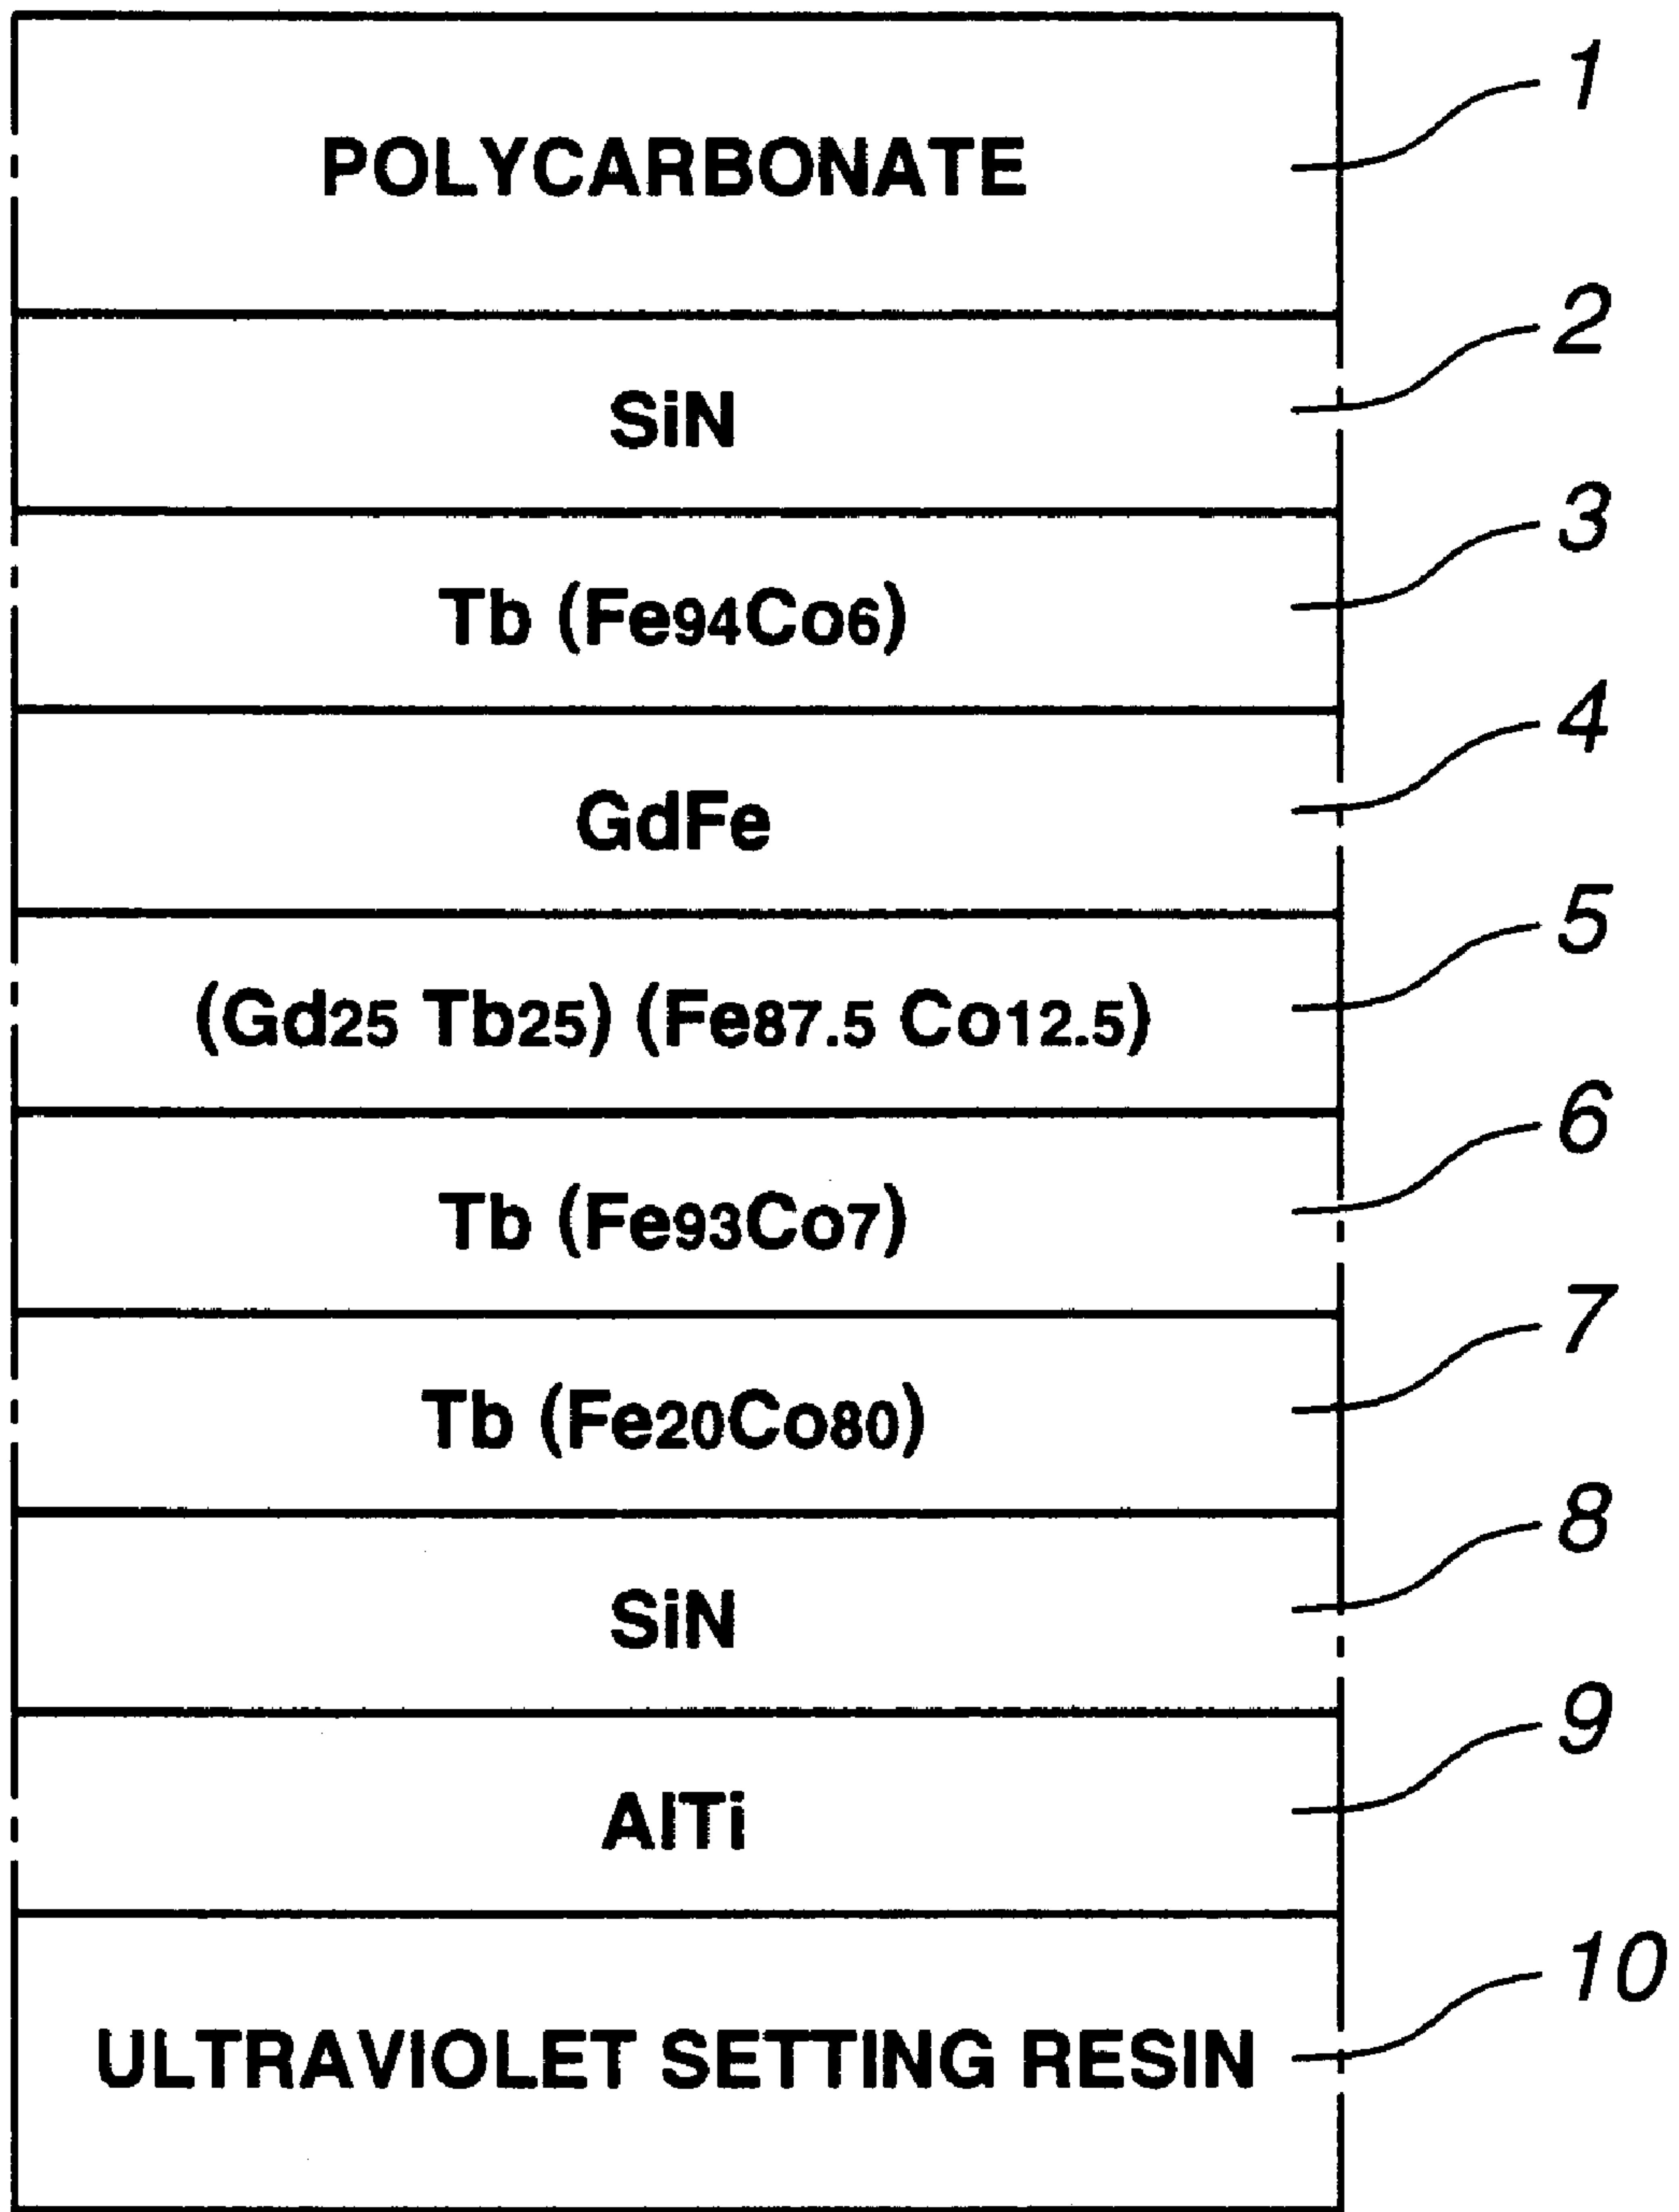 POLYCARBONATE 1
SiN 2
Tb (Fe94Co6) 3
GdFe 4
(Gd25 Tb25) (Fe87.5 Co12.5) 5
Tb (Fe93Co7) 6
Tb (Fe20Co80) 7
SiN 8
AlTi 9
ULTRAVIOLET SETTING RESIN 10